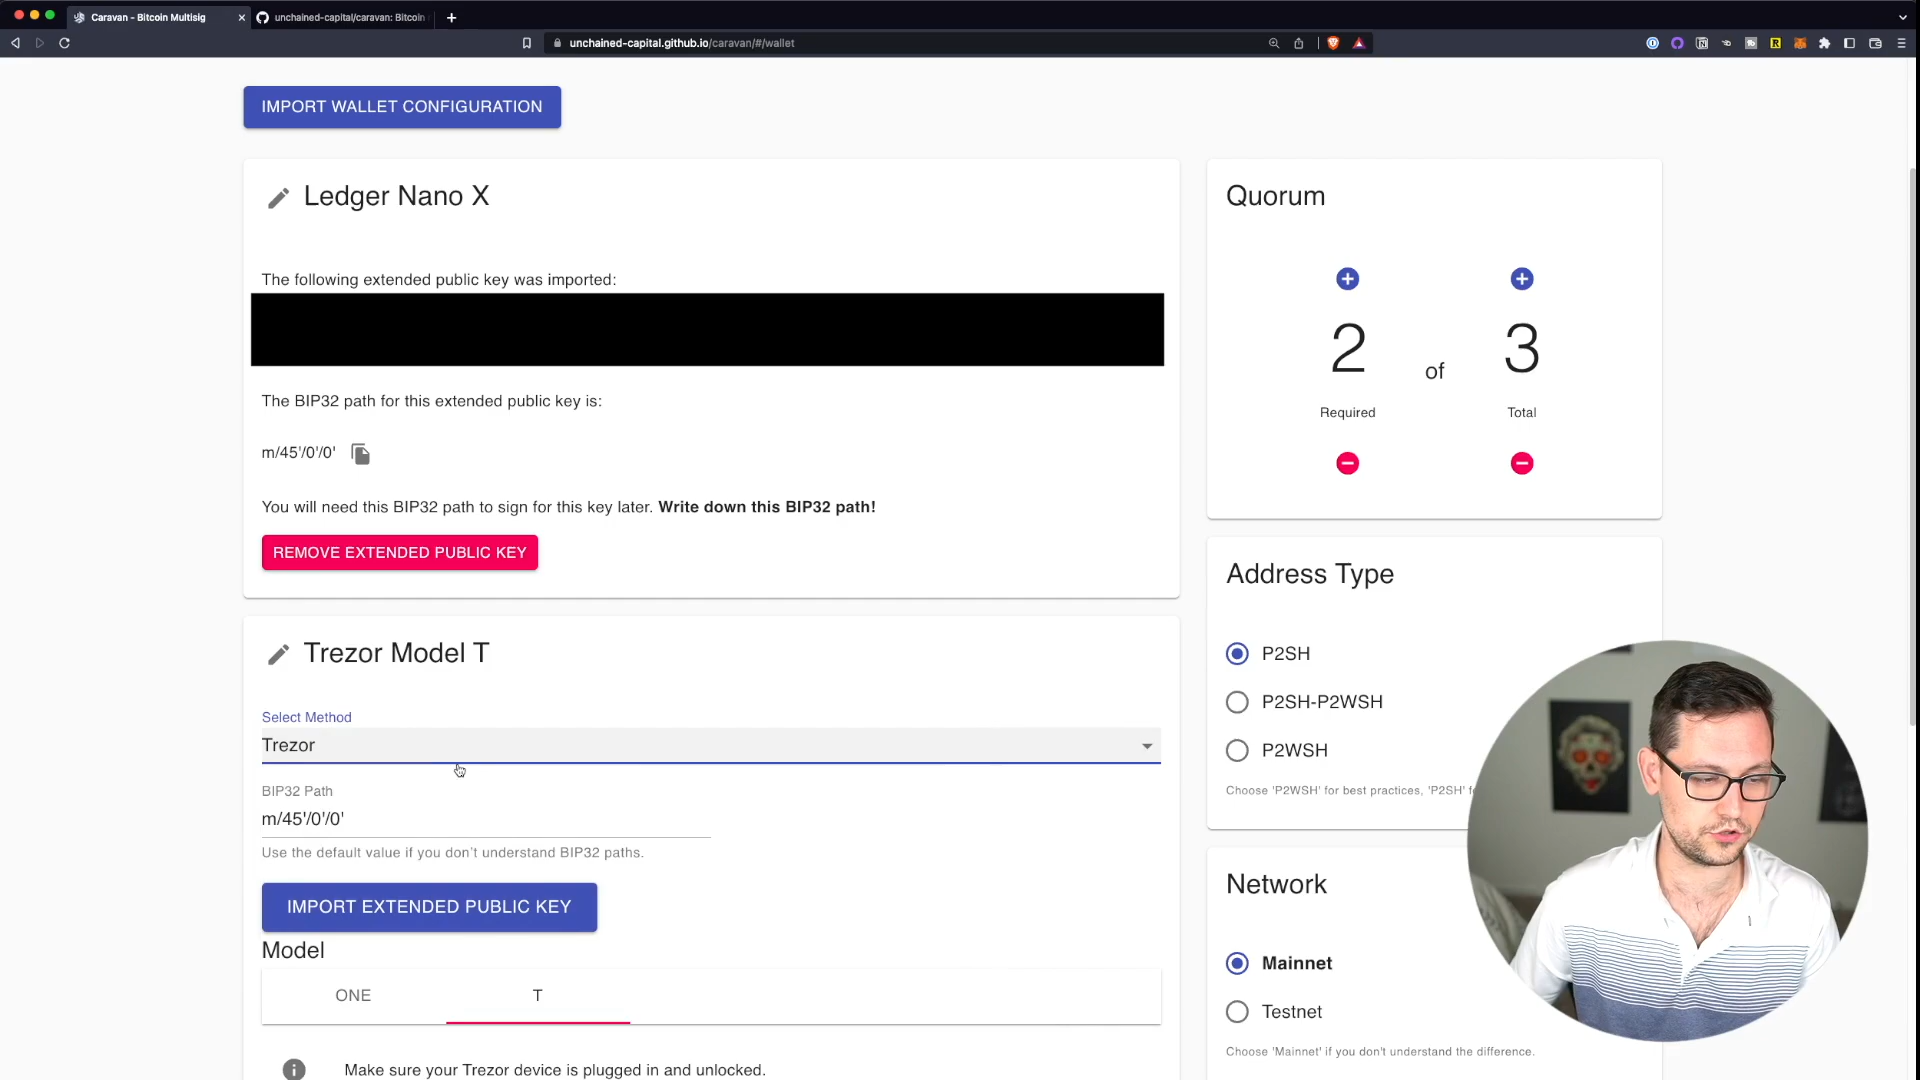 Caravan - Bitcoin Multisig
unchained-capital/caravan: Bitcoin
unchained-capital.github.io/caravan/#/wallet
IMPORT WALLET CONFIGURATION
Ledger Nano X
The following extended public key was imported:
The BIP32 path for this extended public key is:
m/45'/0'/0'
You will need this BIP32 path to sign for this key later. Write down this BIP32 path!
REMOVE EXTENDED PUBLIC KEY
Trezor Model T
Select Method
Trezor
BIP32 Path
m/45'/0'/0'
Use the default value if you don't understand BIP32 paths.
IMPORT EXTENDED PUBLIC KEY
Model
ONE
T
Make sure your Trezor device is plugged in and unlocked.
Quorum
2 of 3
Required
Total
Address Type
P2SH
P2SH-P2WSH
P2WSH
Choose 'P2WSH' for best practices, 'P2SH'
Network
Mainnet
Testnet
Choose 'Mainnet' if you don't understand the difference.